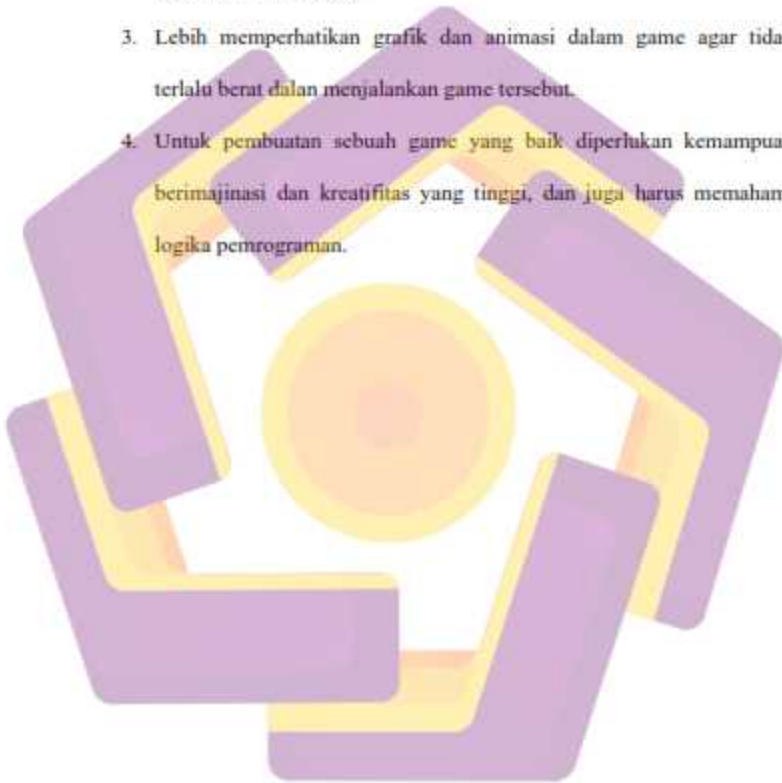 3. Lebih memperhatikan grafik dan animasi dalam game agar tida
terlalu berat dalan menjalankan game tersebut.
4. Untuk pembuatan sebuah game yang baik diperlukan kemampua
berimajinasi dan kreatifitas yang tinggi, dan juga harus memaham
logika pemrograman.